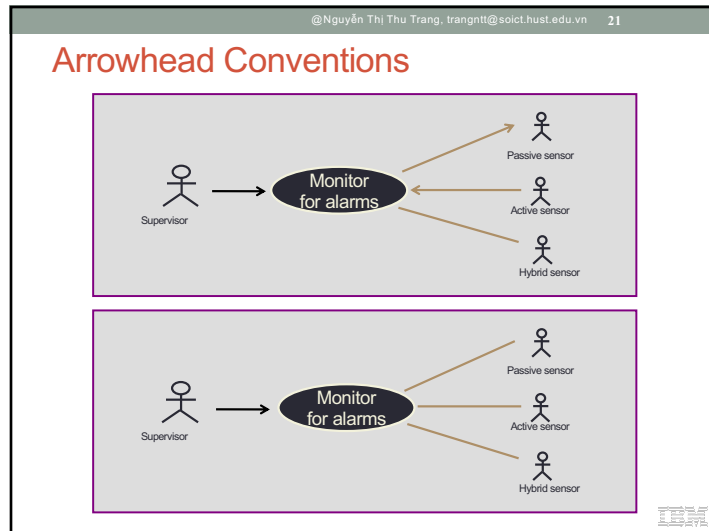 @Nguyễn Thị Thu Trang, trangntt@soict.hust.edu.vn 21
Arrowhead Conventions
Supervisor
Monitor
for alarms
Passive sensor
Active sensor
Hybrid sensor
Supervisor
Monitor
for alarms
Passive sensor
Active sensor
Hybrid sensor
IBM